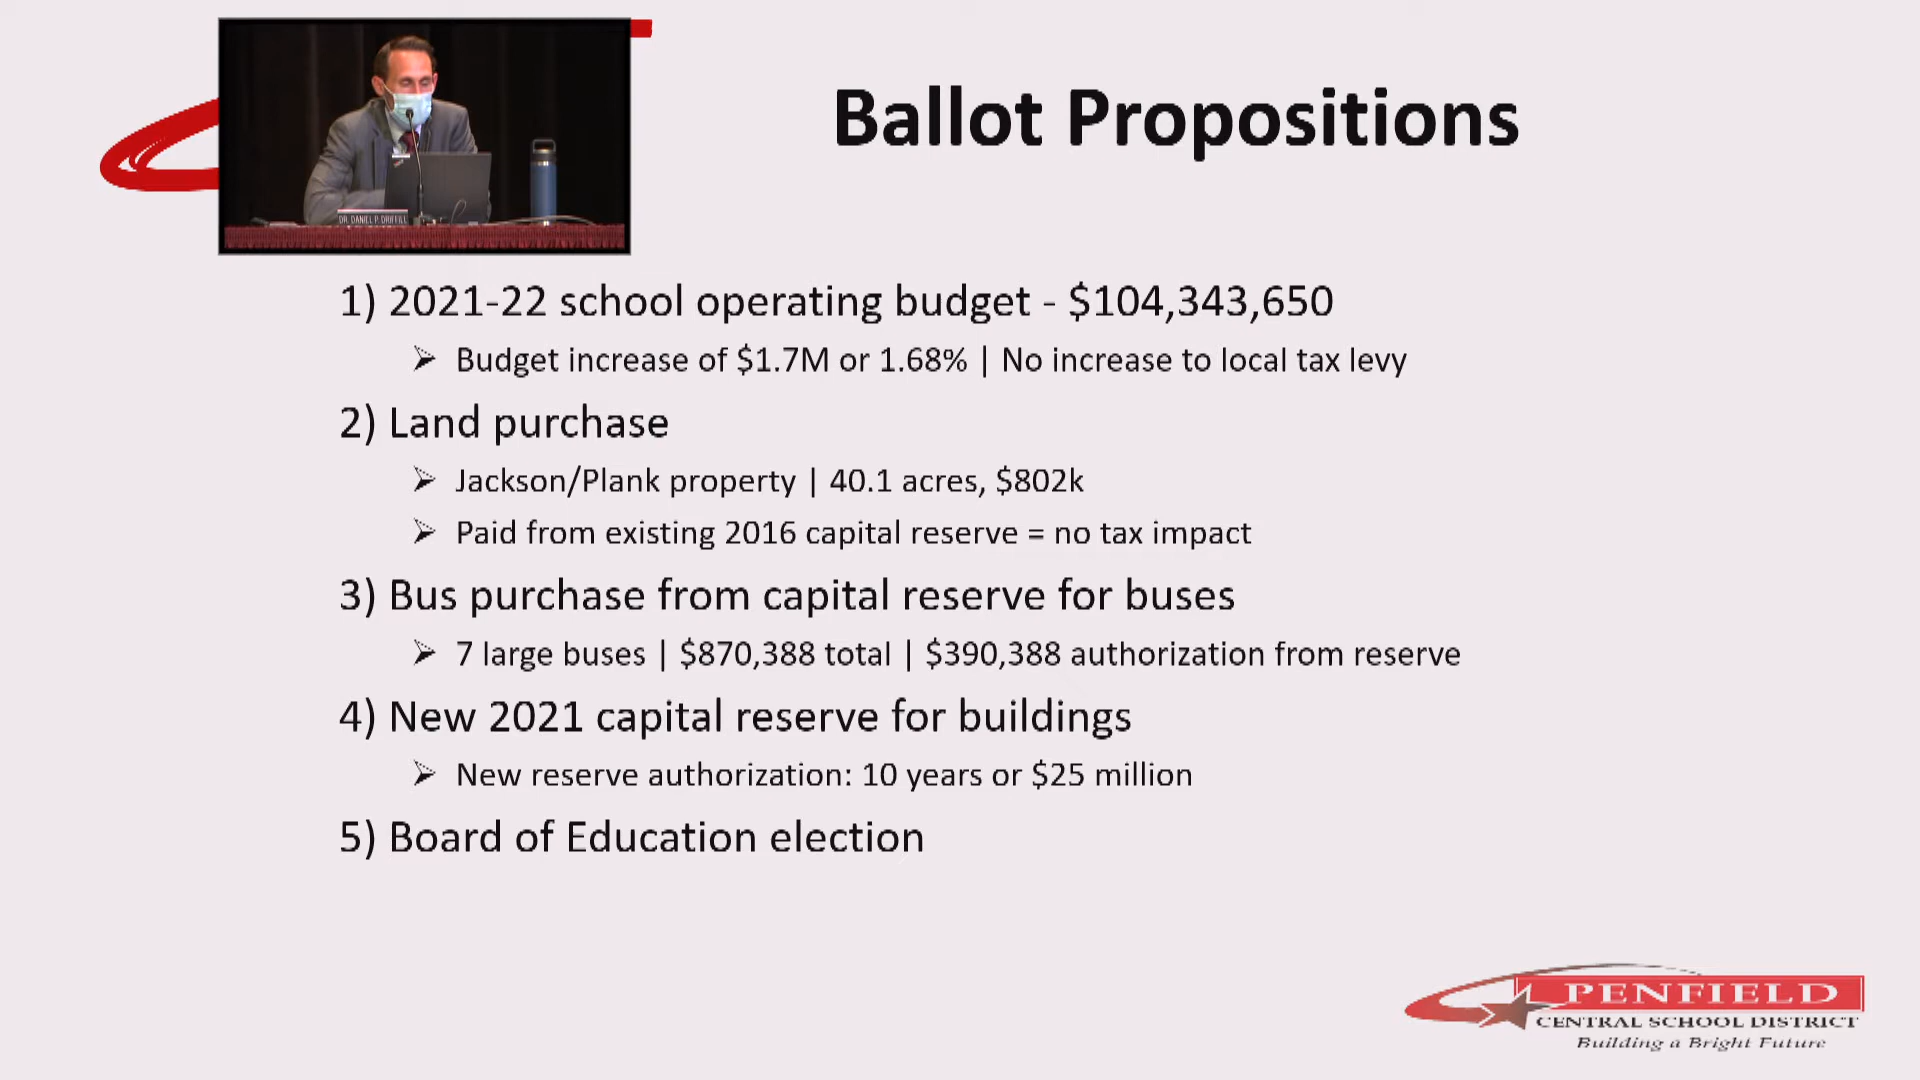 Ballot Propositions
DR. DANIEL P. DRIFFILL
1) 2021-22 school operating budget - $104,343,650
Budget increase of $1.7M or 1.68% | No increase to local tax levy
2) Land purchase
Jackson/Plank property | 40.1 acres, $802k
Paid from existing 2016 capital reserve = no tax impact
3) Bus purchase from capital reserve for buses
7 large buses | $870,388 total | $390,388 authorization from reserve
4) New 2021 capital reserve for buildings
New reserve authorization: 10 years or $25 million
5) Board of Education election
PENFIELD
CENTRAL SCHOOL DISTRICT
Building a Bright Future